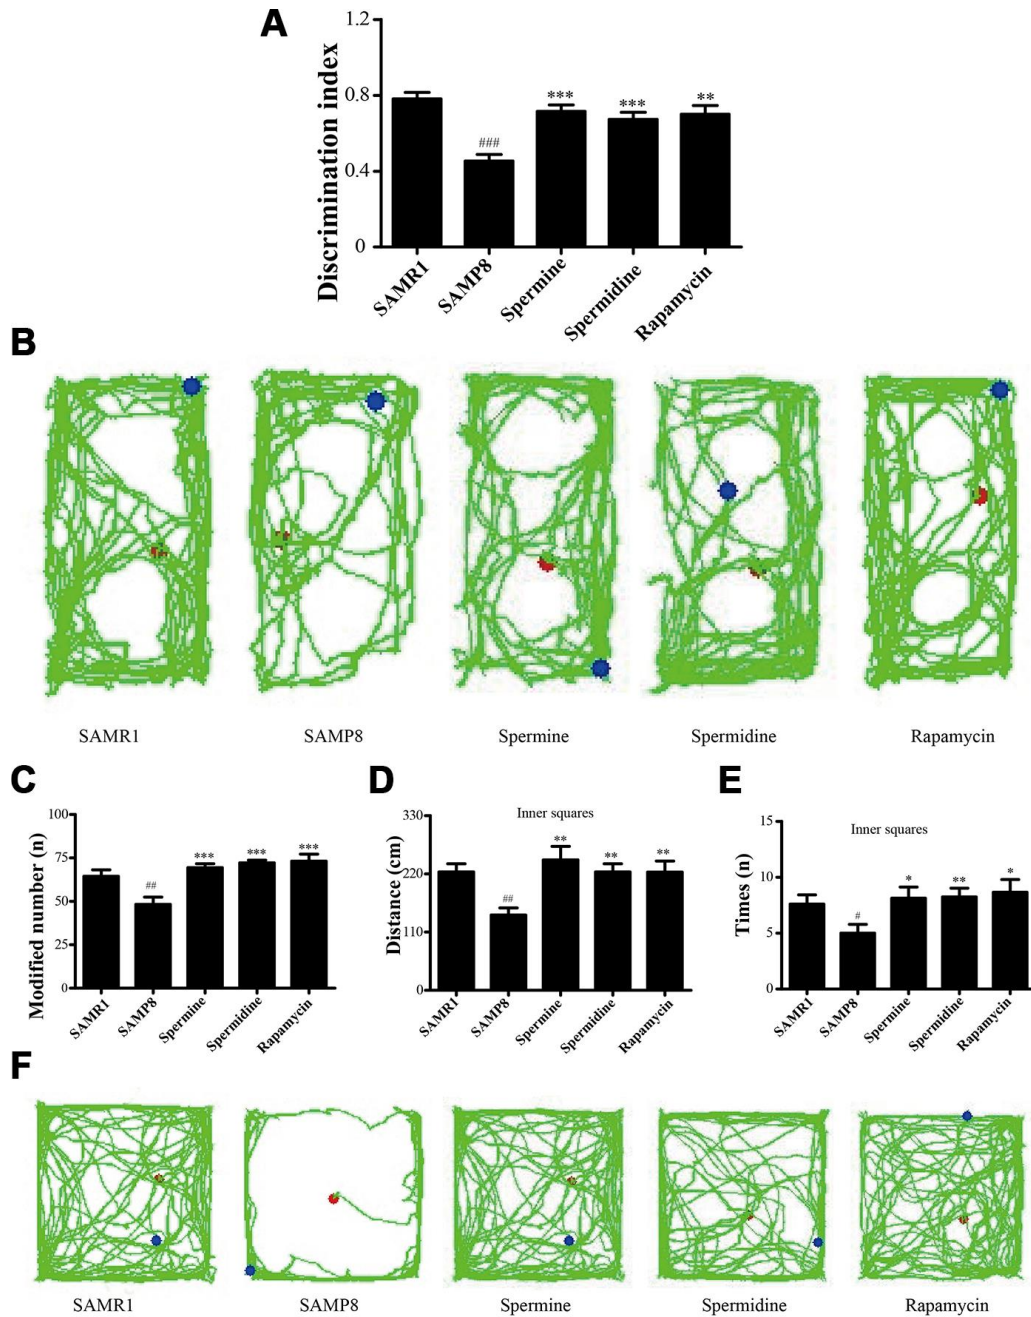 A
Discrimination index
1.2
0.8
0.4
0
###
***
***
**
SAMR1
SAMP8
Spermine
Spermidine
Rapamycin
B
SAMR1
SAMP8
Spermine
Spermidine
Rapamycin
C
Modified number (n)
100
75
50
25
0
##
***
***
***
SAMR1
SAMP8
Spermine
Spermidine
Rapamycin
D
Inner squares
Distance (cm)
330
220
110
0
##
**
**
**
SAMR1
SAMP8
Spermine
Spermidine
Rapamycin
E
Inner squares
Times (n)
15
10
5
0
#
*
**
*
SAMR1
SAMP8
Spermine
Spermidine
Rapamycin
F
SAMR1
SAMP8
Spermine
Spermidine
Rapamycin